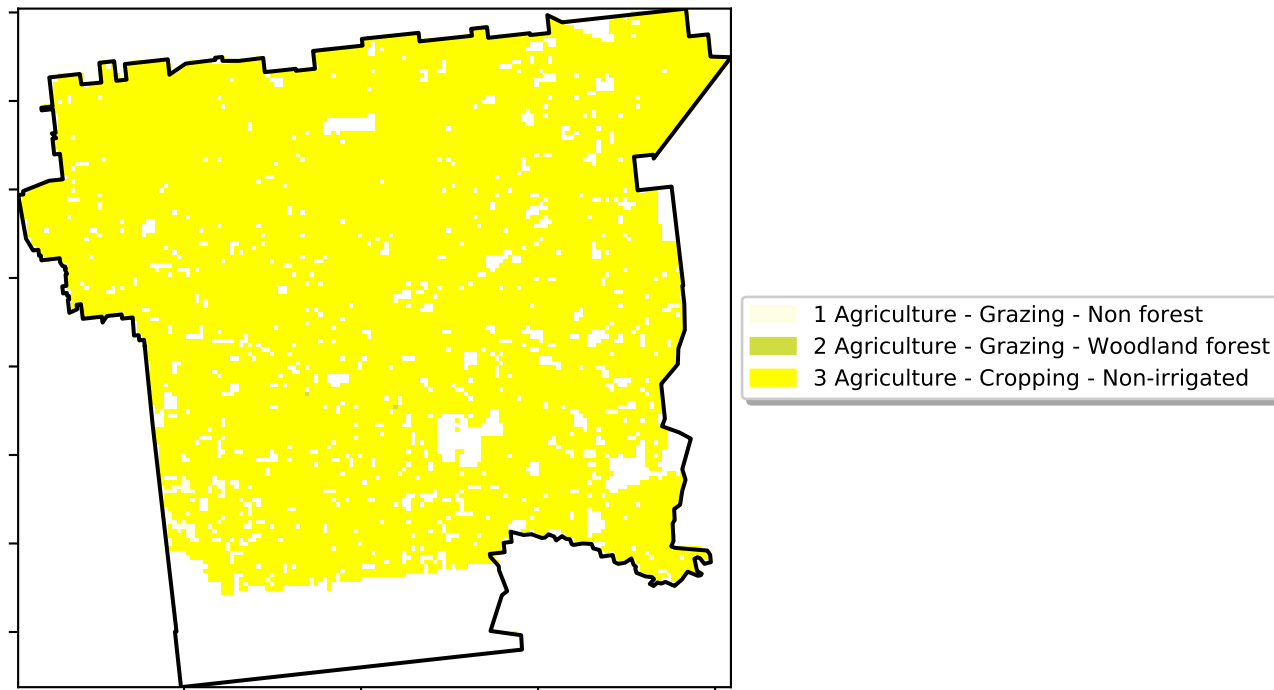 1 Agriculture - Grazing - Non forest
2 Agriculture - Grazing - Woodland forest
3 Agriculture - Cropping - Non-irrigated